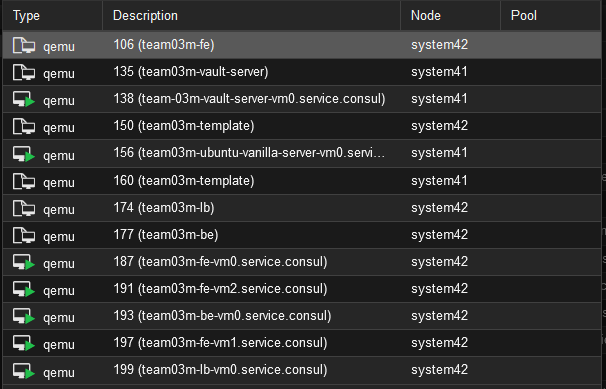 Type Description Node Pool
qemu 106 (team03m-fe) system42
qemu 135 (team03m-vault-server) system41
qemu 138 (team-03m-vault-server-vm0.service.consul) system41
qemu 150 (team03m-template) system42
qemu 156 (team03m-ubuntu-vanilla-server-vm0.servi... system41
qemu 160 (team03m-template) system41
qemu 174 (team03m-lb) system42
qemu 177 (team03m-be) system42
qemu 187 (team03m-fe-vm0.service.consul) system42
qemu 191 (team03m-fe-vm2.service.consul) system42
qemu 193 (team03m-be-vm0.service.consul) system42
qemu 197 (team03m-fe-vm1.service.consul) system42
qemu 199 (team03m-lb-vm0.service.consul) system42